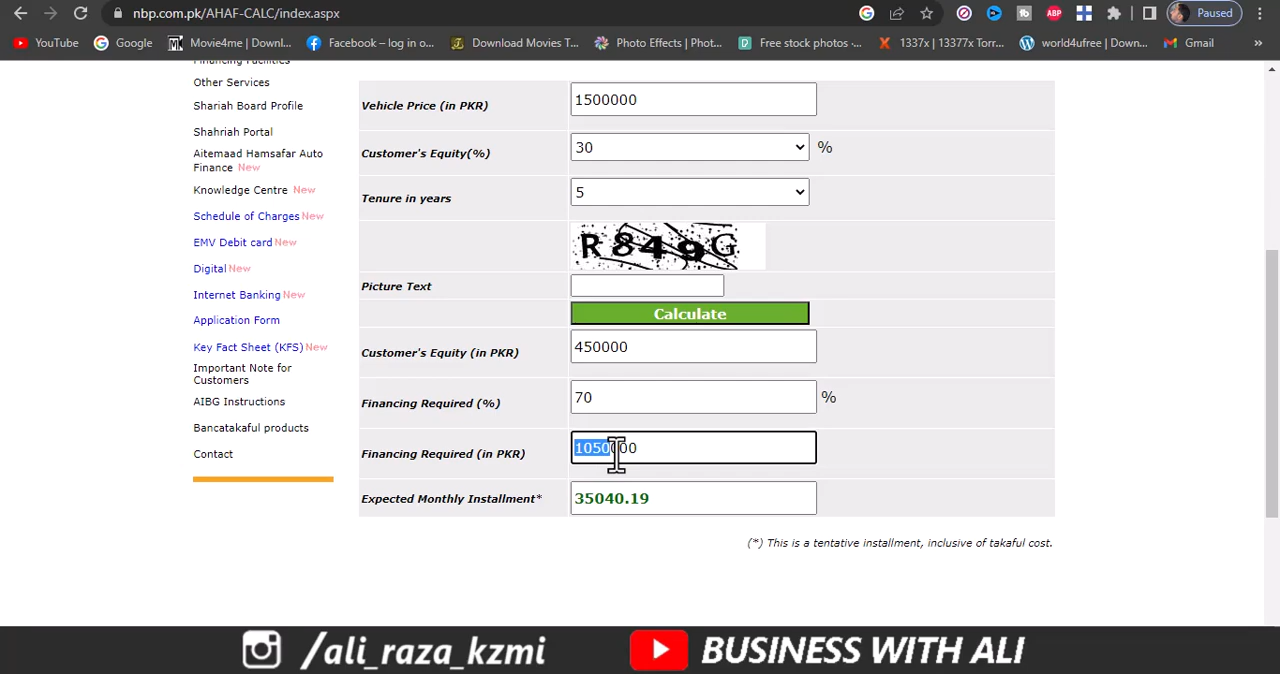 nbp.com.pk/AHAF-CALC/index.aspx
ABP
Paused
YouTube
Google
Movie4me | Downl...
Facebook – log in o...
Downlod Movies T...
Photo Effects | Phot...
Free stock photos -...
1337x | 13377x Torr...
world4ufree | Down...
Gmail
»
Financing Facilities
Other Services
Shariah Board Profile
Shahriah Portal
Aitemaad Hamsafar Auto
Finance New
Knowledge Centre New
Schedule of Charges New
EMV Debit card New
Digital New
Internet Banking New
Application Form
Key Fact Sheet (KFS) New
Important Note for
Customers
AIBG Instructions
Bancatakaful products
Contact
Vehicle Price (in PKR) 1500000
Customer's Equity(%) 30 %
Tenure in years 5
R849G
Picture Text
Calculate
Customer's Equity (in PKR) 450000
Financing Required (%) 70 %
Financing Required (in PKR) 1050000
Expected Monthly Installment* 35040.19
(*) This is a tentative installment, inclusive of takaful cost.
/ali_raza_kzmi
BUSINESS WITH ALI